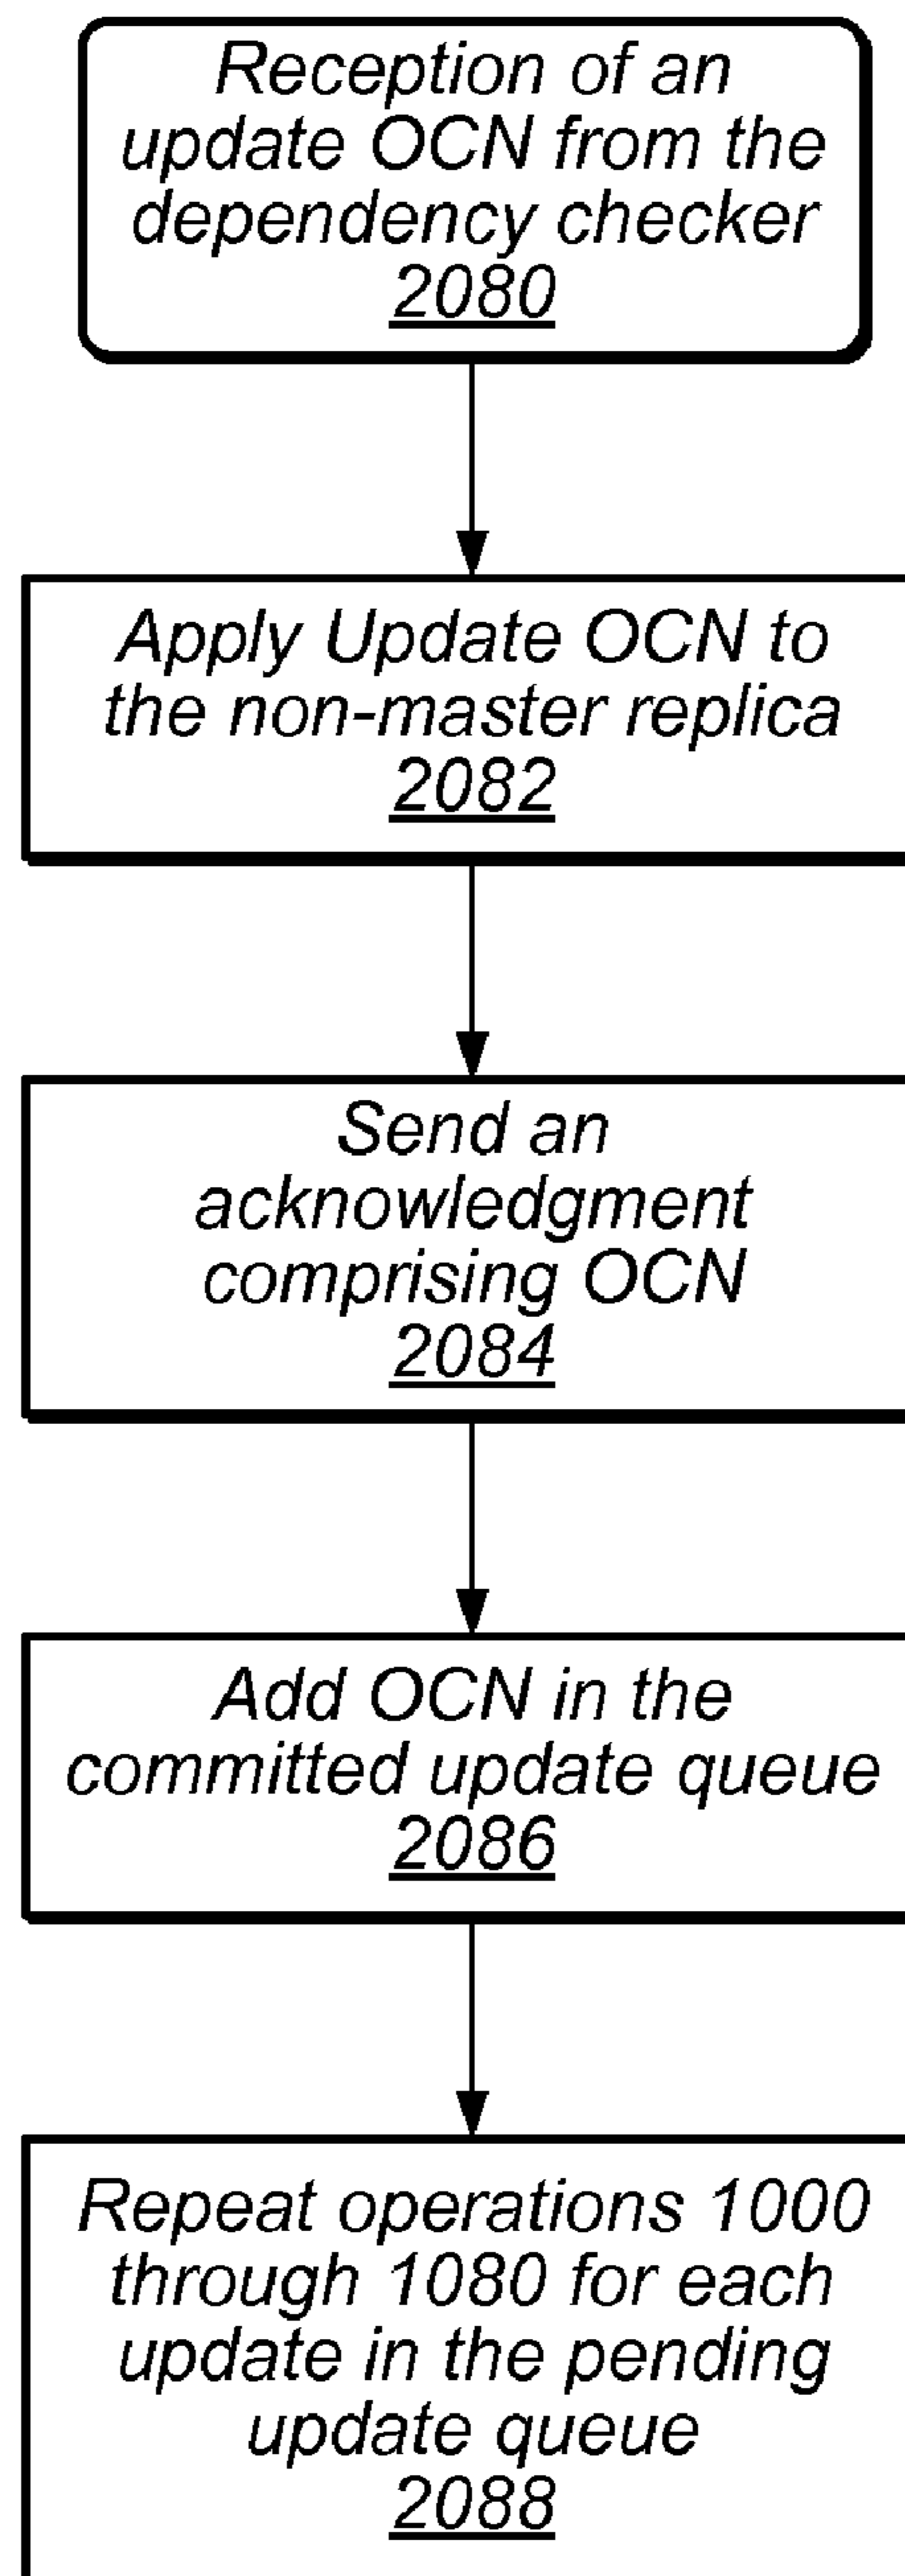 Reception of an
update OCN from the
dependency checker
2080
Apply Update OCN to
the non-master replica
2082
Send an
acknowledgment
comprising OCN
2084
Add OCN in the
committed update queue
2086
Repeat operations 1000
through 1080 for each
update in the pending
update queue
2088